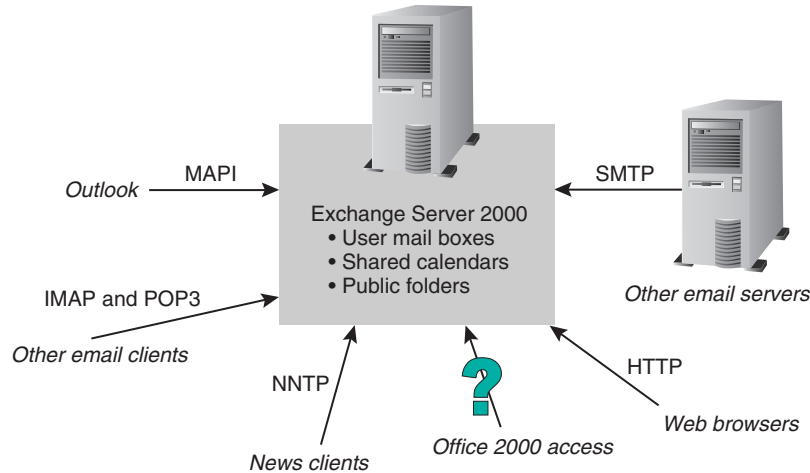 Outlook
MAPI
SMTP
Exchange Server 2000
• User mail boxes
• Shared calendars
• Public folders
Other email servers
IMAP and POP3
Other email clients
NNTP
?
HTTP
News clients
Office 2000 access
Web browsers